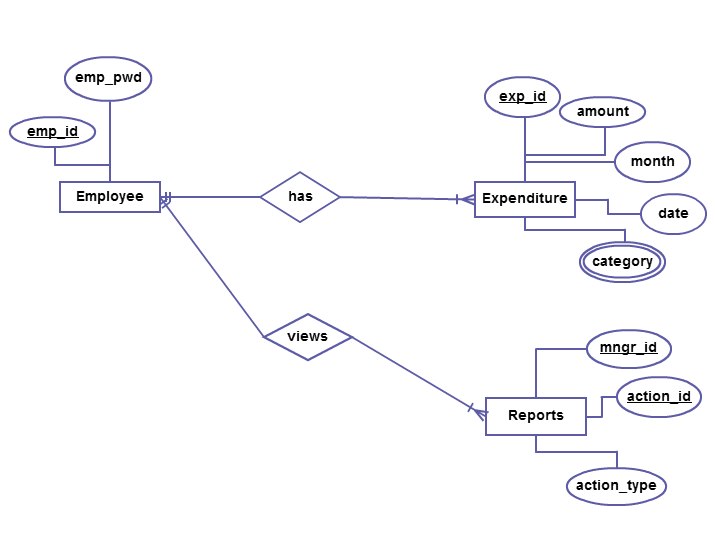 emp_pwd
exp_id
amount
emp_id
month
Employee
has
Expenditure
date
category
views
mngr_id
action_id
Reports
action_type